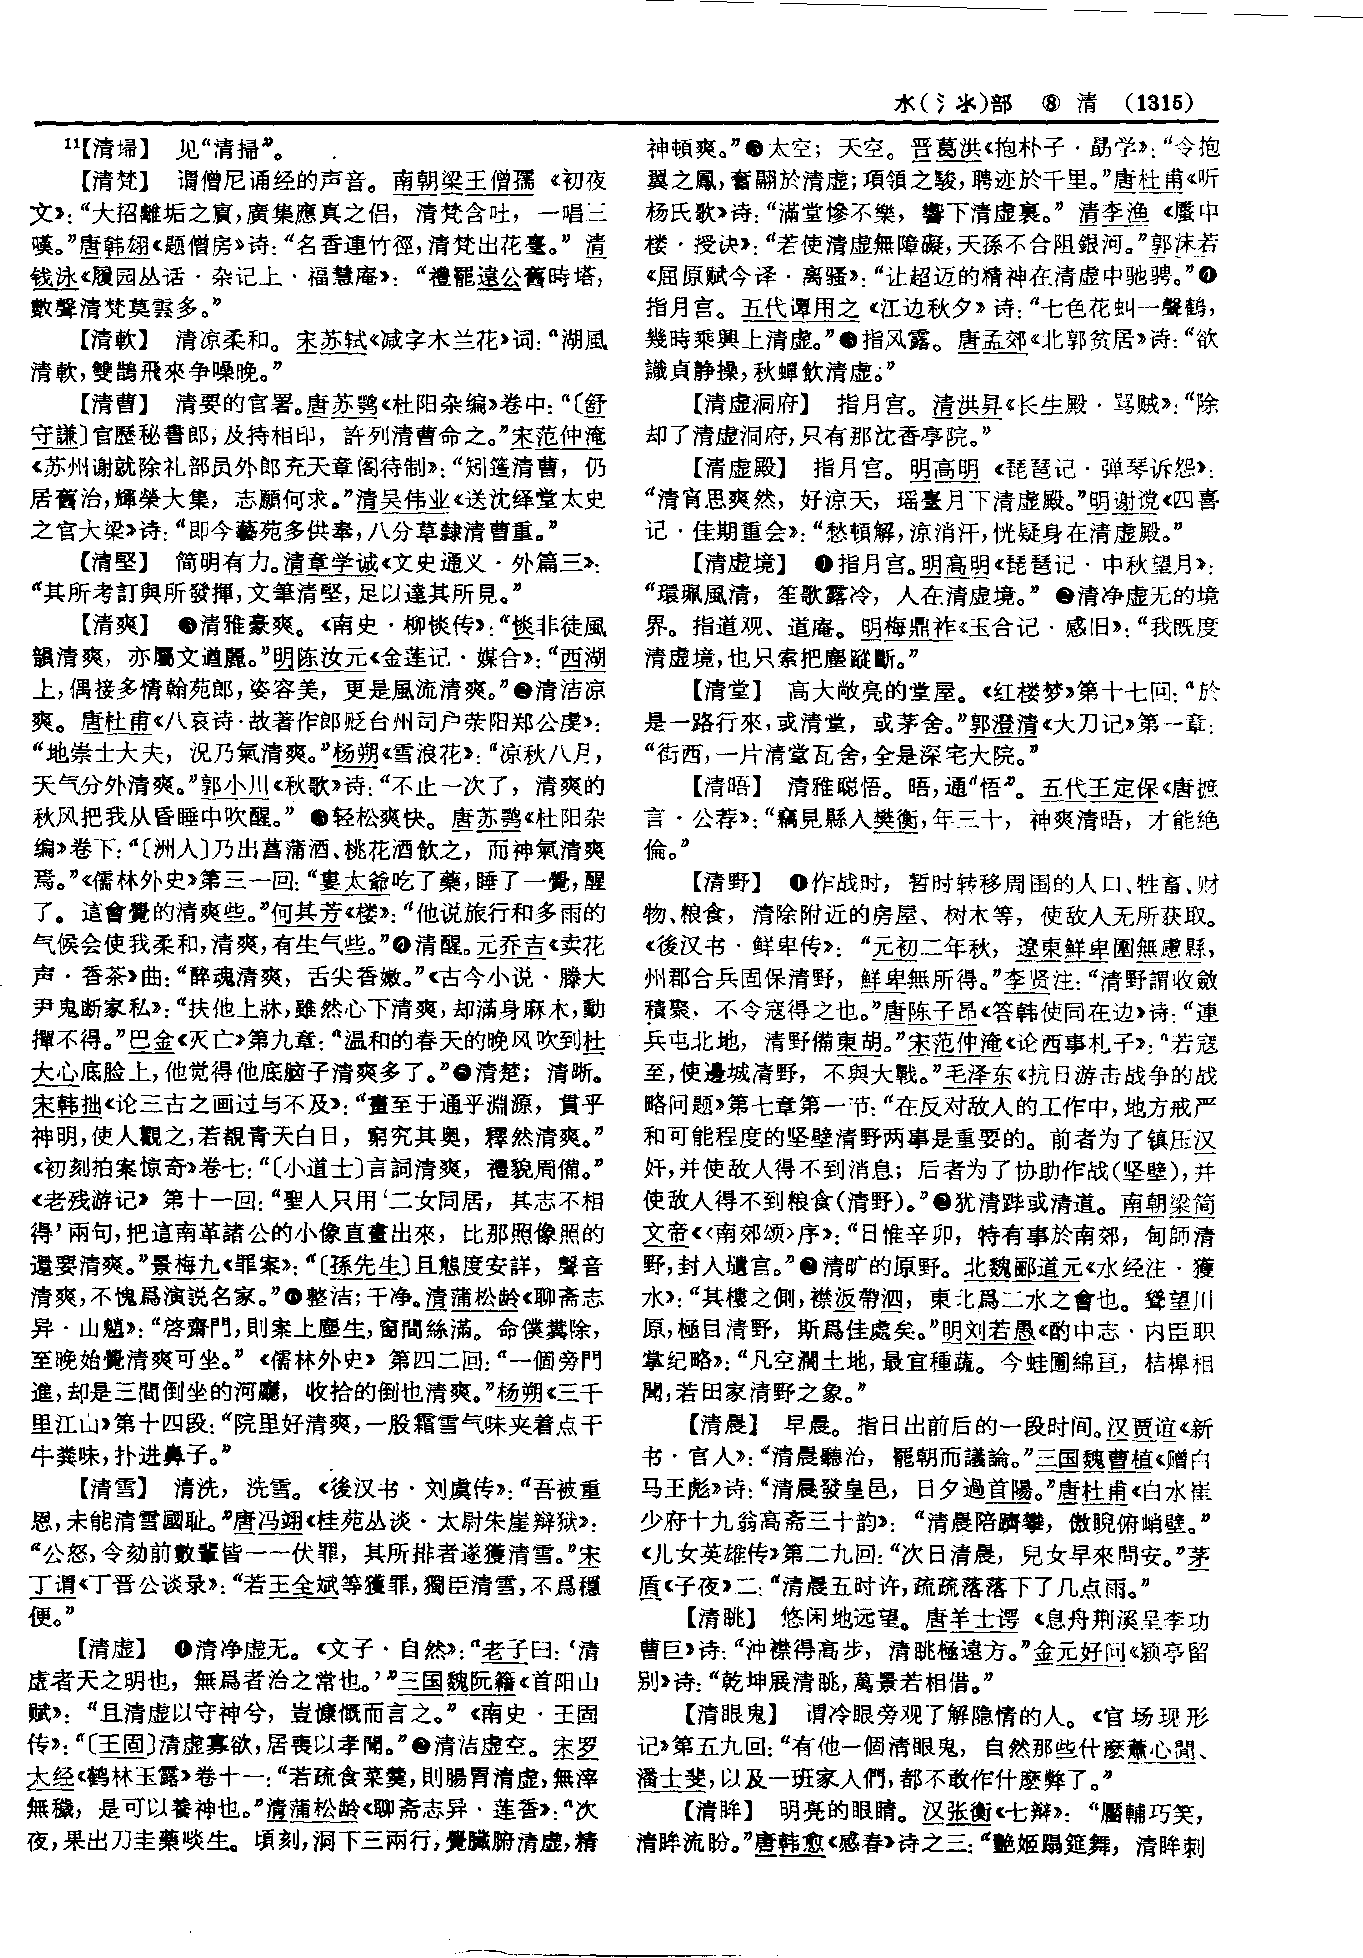 水(氵氺)部 ⑧ 清 (1315)
¹¹【清埽】 见“清掃”。
【清梵】 谓僧尼诵经的声音。南朝梁王僧孺《初夜
文》：“大招離垢之賓，廣集應真之侣，清梵含吐，一唱三
嘆。”唐韩翃《题僧房》诗：“名香連竹徑，清梵出花臺。” 清
钱泳《履园丛话·杂记上·福慧庵》：“禮罷遠公舊時塔，
數聲清梵莫雲多。”
【清軟】 清凉柔和。宋苏轼《减字木兰花》词：“湖風
清軟，雙鵲飛來争噪晚。”
【清曹】 清要的官署。唐苏鹗《杜阳杂编》卷中：“〔舒
守謙〕官歷秘書郎，及持相印，許列清曹命之。”宋范仲淹
《苏州谢就除礼部员外郎充天章阁待制》：“矧簉清曹，仍
居舊治，輝榮大集，志願何求。”清吴伟业《送沈绎堂太史
之官大梁》诗：“即今藝苑多供奉，八分草隸清曹重。”
【清堅】 简明有力。清章学诚《文史通义·外篇三》：
“其所考訂與所發揮，文筆清堅，足以達其所見。”
【清爽】 ❶清雅豪爽。《南史·柳惔传》：“惔非徒風
韻清爽，亦屬文遒麗。”明陈汝元《金莲记·媒合》：“西湖
上，偶接多情翰苑郎，姿容美，更是風流清爽。”❷清洁凉
爽。唐杜甫《八哀诗·故著作郎贬台州司户荥阳郑公虔》：
“地崇士大夫，況乃氣清爽。”杨朔《雪浪花》：“凉秋八月，
天气分外清爽。”郭小川《秋歌》诗：“不止一次了，清爽的
秋风把我从昏睡中吹醒。” ❸轻松爽快。唐苏鹗《杜阳杂
编》卷下：“〔洲人〕乃出菖蒲酒、桃花酒飲之，而神氣清爽
焉。”《儒林外史》第三一回：“婁太爺吃了藥，睡了一覺，醒
了。這會覺的清爽些。”何其芳《楼》：“他说旅行和多雨的
气候会使我柔和，清爽，有生气些。”❹清醒。元乔吉《卖花
声·香茶》曲：“醉魂清爽，舌尖香嫩。”《古今小说·滕大
尹鬼断家私》：“扶他上牀，雖然心下清爽，却滿身麻木，動
撣不得。”巴金《灭亡》第九章：“温和的春天的晚风吹到杜
大心底脸上，他觉得他底脑子清爽多了。”❺清楚；清晰。
宋韩拙《论三古之画过与不及》：“畫至于通乎淵源，貫乎
神明，使人觀之，若覩青天白日，窮究其奥，釋然清爽。”
《初刻拍案惊奇》卷七：“〔小道士〕言詞清爽，禮貌周備。”
《老残游记》第十一回：“聖人只用‘二女同居，其志不相
得’兩句，把這南革諸公的小像直畫出來，比那照像照的
還要清爽。”景梅九《罪案》：“〔孫先生〕且態度安詳，聲音
清爽，不愧爲演説名家。”❻整洁；干净。清蒲松龄《聊斋志
异·山魈》：“啓齋門，則案上塵生，窗間絲滿。命僕糞除，
至晚始覺清爽可坐。” 《儒林外史》第四二回：“一個旁門
進，却是三間倒坐的河廳，收拾的倒也清爽。”杨朔《三千
里江山》第十四段：“院里好清爽，一股霜雪气味夹着点干
牛粪味，扑进鼻子。”
【清雪】 清洗，洗雪。《後汉书·刘虞传》：“吾被重
恩，未能清雪國耻。”唐冯翊《桂苑丛谈·太尉朱崖辩狱》：
“公怒，令劾前數輩皆一一伏罪，其所排者遂獲清雪。”宋
丁谓《丁晋公谈录》：“若王全斌等獲罪，獨臣清雪，不爲穩
便。”
【清虚】 ❶清净虚无。《文子·自然》：“老子曰：‘清
虚者天之明也，無爲者治之常也。’”三国魏阮籍《首阳山
赋》：“且清虚以守神兮，豈慷慨而言之。” 《南史·王固
传》：“〔王固〕清虚寡欲，居喪以孝聞。”❷清洁虚空。宋罗
大经《鹤林玉露》卷十一：“若疏食菜羹，則腸胃清虚，無滓
無穢，是可以養神也。”清蒲松龄《聊斋志异·莲香》：“次
夜，果出刀圭藥啖生。頃刻，洞下三兩行，覺臟腑清虚，精
神頓爽。”❸太空；天空。晋葛洪《抱朴子·勗学》：“令抱
翼之鳳，奮翮於清虚；項領之駿，聘迹於千里。”唐杜甫《听
杨氏歌》诗：“滿堂慘不樂，響下清虚裏。” 清李渔《蜃中
楼·授诀》：“若使清虚無障礙，天孫不合阻銀河。”郭沫若
《屈原赋今译·离骚》：“让超迈的精神在清虚中驰骋。”❹
指月宫。五代谭用之《江边秋夕》诗：“七色花虯一聲鶴，
幾時乘興上清虚。”❺指风露。唐孟郊《北郭贫居》诗：“欲
識貞静操，秋蟬飲清虚。”
【清虚洞府】 指月宫。清洪昇《长生殿·骂贼》：“除
却了清虚洞府，只有那沈香亭院。”
【清虚殿】 指月宫。明高明《琵琶记·弹琴诉怨》：
“清宵思爽然，好涼天，瑶臺月下清虚殿。”明谢谠《四喜
记·佳期重会》：“愁頓解，涼消汗，恍疑身在清虚殿。”
【清虚境】 ❶指月宫。明高明《琵琶记·中秋望月》：
“環珮風清，笙歌露冷，人在清虚境。” ❷清净虚无的境
界。指道观、道庵。明梅鼎祚《玉合记·感旧》：“我既度
清虚境，也只索把塵蹤斷。”
【清堂】 高大敞亮的堂屋。《红楼梦》第十七回：“於
是一路行來，或清堂，或茅舍。”郭澄清《大刀记》第一章：
“街西，一片清堂瓦舍，全是深宅大院。”
【清晤】 清雅聪悟。晤，通“悟”。五代王定保《唐摭
言·公荐》：“竊見縣人樊衡，年三十，神爽清晤，才能绝
倫。”
【清野】 ❶作战时，暂时转移周围的人口、牲畜、财
物、粮食，清除附近的房屋、树木等，使敌人无所获取。
《後汉书·鲜卑传》：“元初二年秋，遼東鮮卑圍無慮縣，
州郡合兵固保清野，鮮卑無所得。”李贤注：“清野謂收斂
積聚，不令寇得之也。”唐陈子昂《答韩使同在边》诗：“連
兵屯北地，清野備東胡。”宋范仲淹《论西事札子》：“若寇
至，使邊城清野，不與大戰。”毛泽东《抗日游击战争的战
略问题》第七章第一节：“在反对敌人的工作中，地方戒严
和可能程度的坚壁清野两事是重要的。前者为了镇压汉
奸，并使敌人得不到消息；后者为了协助作战（坚壁），并
使敌人得不到粮食（清野）。”❷犹清跸或清道。南朝梁简
文帝《〈南郊颂〉序》：“日惟辛卯，特有事於南郊，甸師清
野，封人壝宫。”❸清旷的原野。北魏郦道元《水经注·獲
水》：“其樓之側，襟汳帶泗，東北爲二水之會也。聳望川
原，極目清野，斯爲佳處矣。”明刘若愚《酌中志·内臣职
掌纪略》：“凡空濶土地，最宜種蔬。今蛙圃綿亘，桔槔相
聞，若田家清野之象。”
【清晨】 早晨。指日出前后的一段时间。汉贾谊《新
书·官人》：“清晨聽治，罷朝而議論。”三国魏曹植《赠白
马王彪》诗：“清晨發皇邑，日夕過首陽。”唐杜甫《白水崔
少府十九翁高斋三十韵》：“清晨陪躋攀，傲睨俯峭壁。”
《儿女英雄传》第二九回：“次日清晨，兒女早來問安。”茅
盾《子夜》二：“清晨五时许，疏疏落落下了几点雨。”
【清眺】 悠闲地远望。唐羊士谔《息舟荆溪呈李功
曹巨》诗：“沖襟得高步，清眺極遠方。”金元好问《颍亭留
别》诗：“乾坤展清眺，萬景若相借。”
【清眼鬼】 谓冷眼旁观了解隐情的人。《官场现形
记》第五九回：“有他一個清眼鬼，自然那些什麽蕭心閒、
潘士斐，以及一班家人們，都不敢作什麽弊了。”
【清眸】 明亮的眼睛。汉张衡《七辩》：“靨輔巧笑，
清眸流盼。”唐韩愈《感春》诗之三：“艷姬蹋筵舞，清眸刺